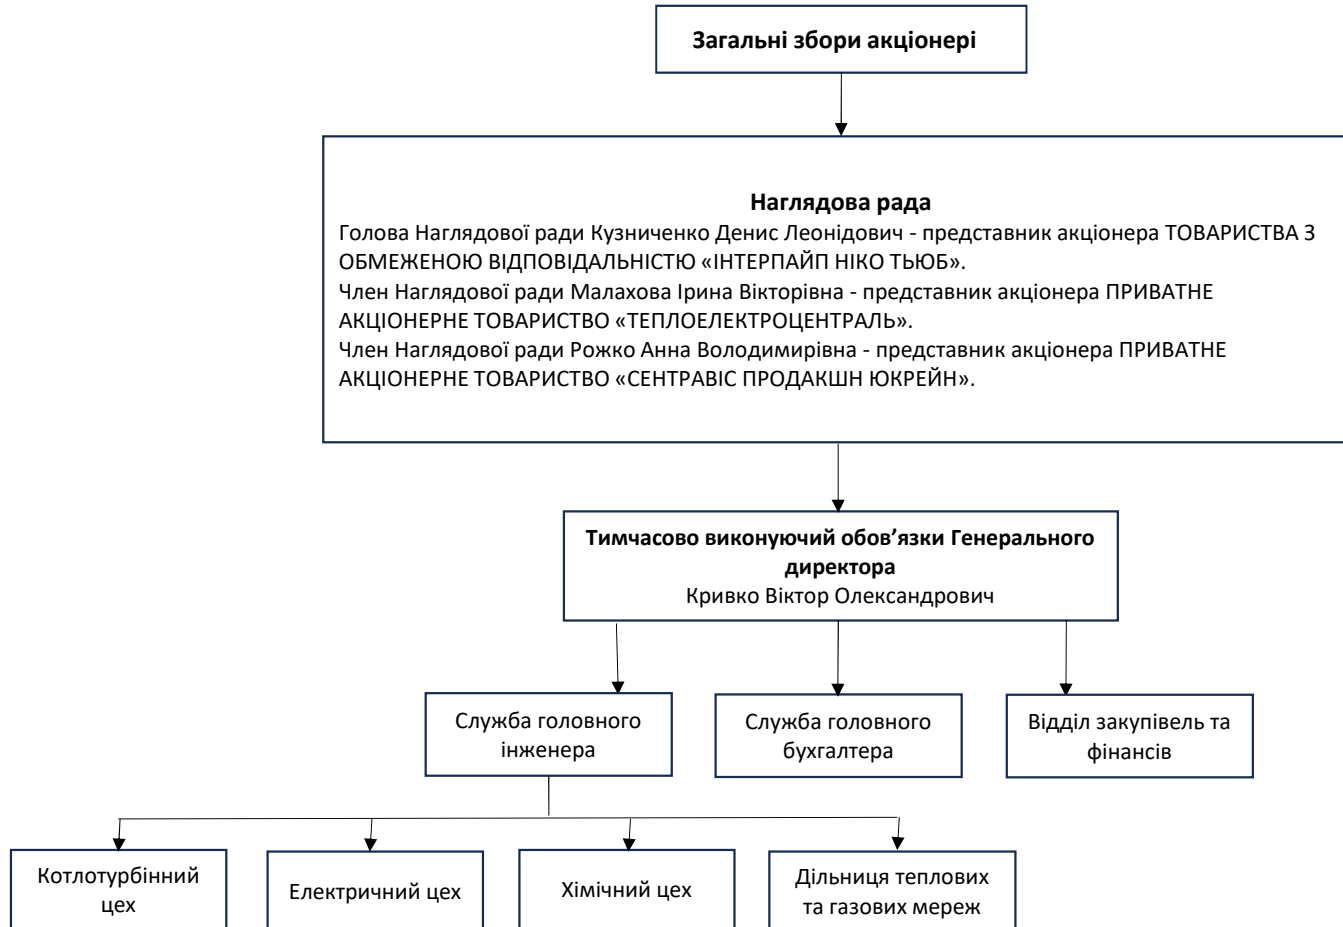 Загальні збори акціонері
Наглядова рада
Голова Наглядової ради Кузниченко Денис Леонідович - представник акціонера ТОВАРИСТВА З
ОБМЕЖЕНОЮ ВІДПОВІДАЛЬНІСТЮ «ІНТЕРПАЙП НІКО ТЬЮБ».
Член Наглядової ради Малахова Ірина Вікторівна - представник акціонера ПРИВАТНЕ
АКЦІОНЕРНЕ ТОВАРИСТВО «ТЕПЛОЕЛЕКТРОЦЕНТРАЛЬ».
Член Наглядової ради Рожко Анна Володимирівна - представник акціонера ПРИВАТНЕ
АКЦІОНЕРНЕ ТОВАРИСТВО «СЕНТРАВІС ПРОДАКШН ЮКРЕЙН».
Тимчасово виконуючий обов’язки Генерального
директора
Кривко Віктор Олександрович
Служба головного
інженера
Служба головного
бухгалтера
Відділ закупівель та
фінансів
Котлотурбінний
цех
Електричний цех
Хімічний цех
Дільниця теплових
та газових мереж